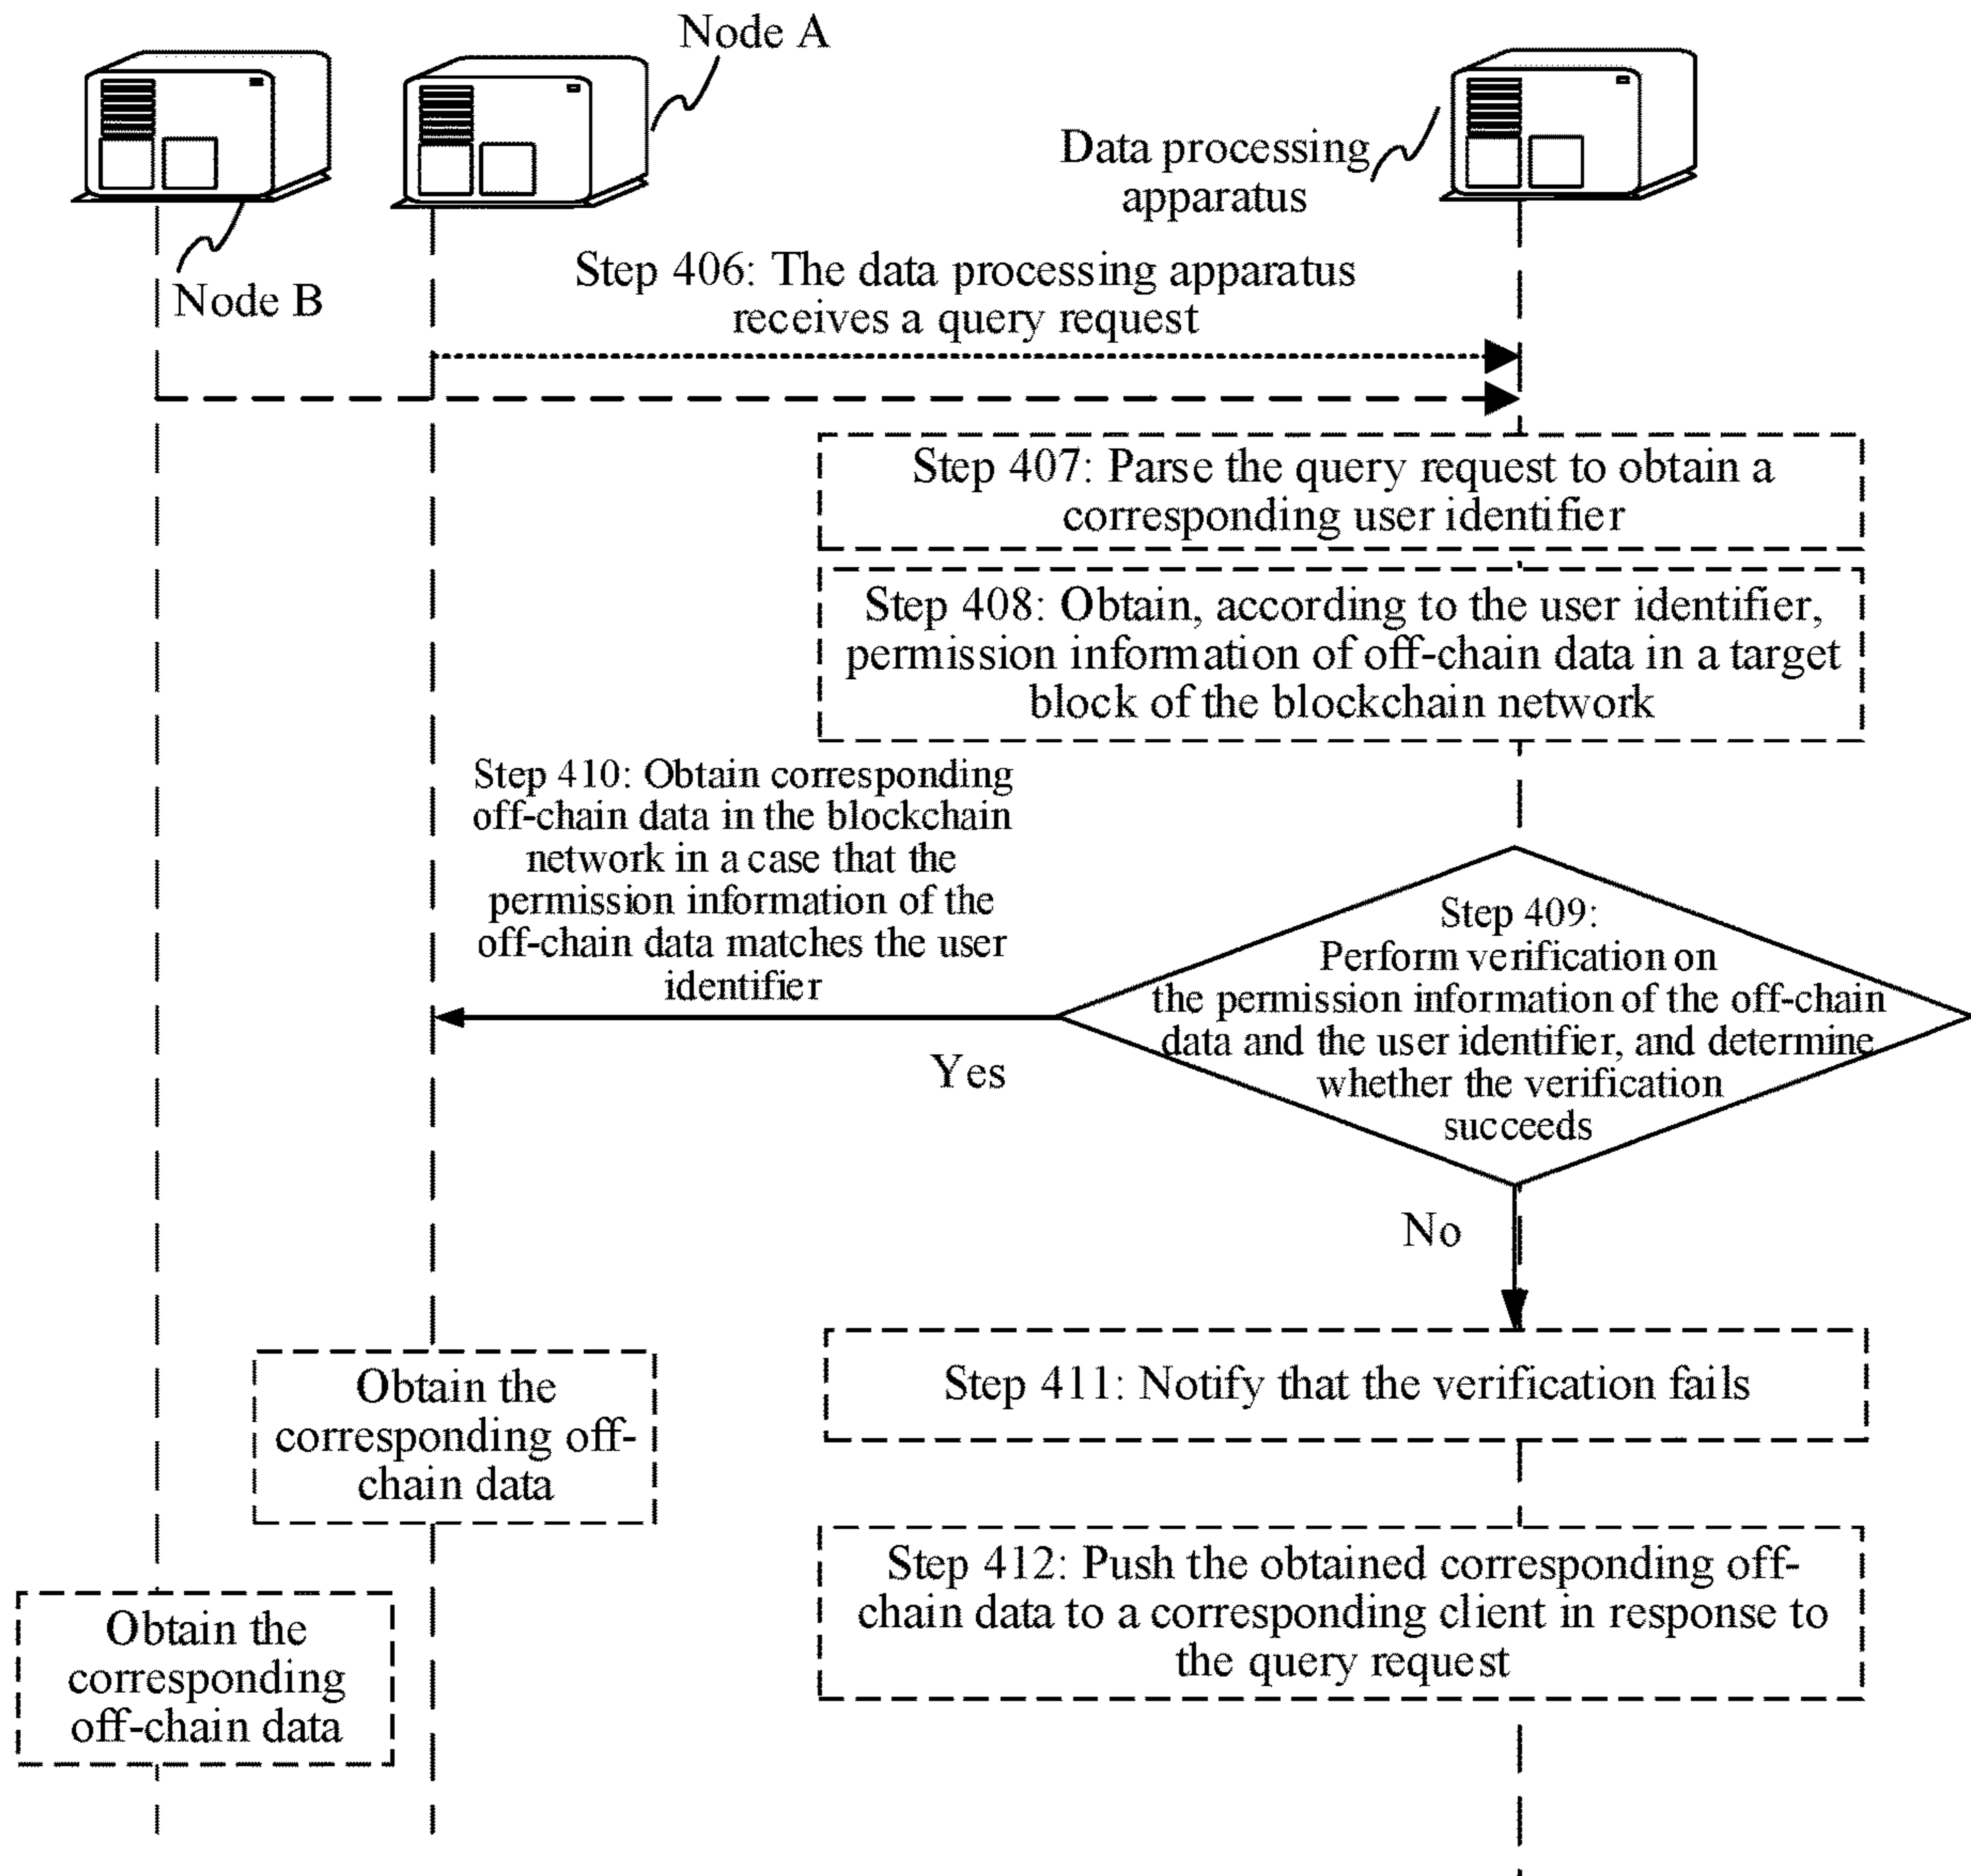 Node A
Data processing
apparatus
Node B
Step 406: The data processing apparatus
receives a query request
Step 407: Parse the query request to obtain a
corresponding user identifier
Step 408: Obtain, according to the user identifier,
permission information of off-chain data in a target
block of the blockchain network
Step 410: Obtain corresponding
off-chain data in the blockchain
network in a case that the
permission information of the
off-chain data matches the user
identifier
Step 409:
Perform verification on
the permission information of the off-chain
data and the user identifier, and determine
whether the verification
succeeds
Yes
No
Step 411: Notify that the verification fails
Obtain the
corresponding off-
chain data
Step 412: Push the obtained corresponding off-
chain data to a corresponding client in response to
the query request
Obtain the
corresponding
off-chain data